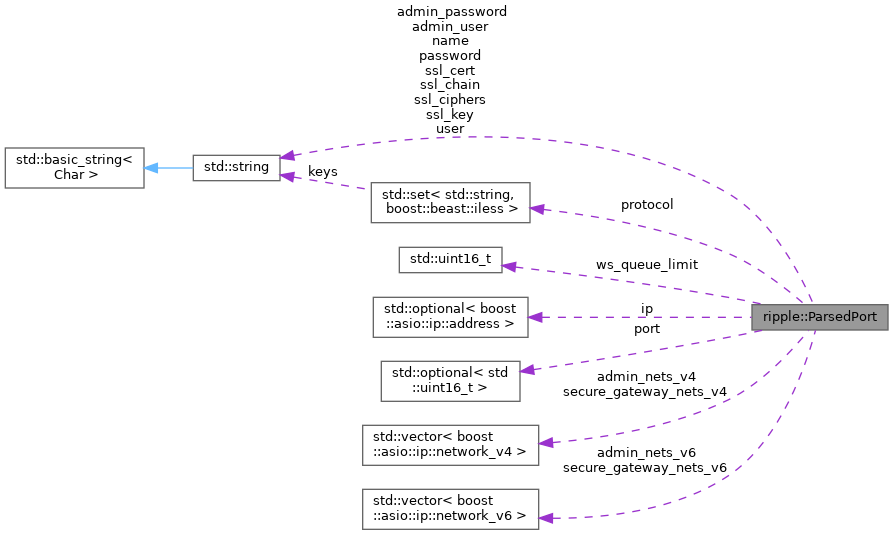 admin_password
admin_user
name
password
ssl_cert
ssl_chain
ssl_ciphers
ssl_key
user
std::basic_string<
Char >
std::string
keys
std::set< std::string,
boost::beast::iless >
protocol
std::uint16_t
ws_queue_limit
std::optional< boost
::asio::ip::address >
ip
ripple::ParsedPort
port
std::optional< std
::uint16_t >
admin_nets_v4
secure_gateway_nets_v4
std::vector< boost
::asio::ip::network_v4 >
admin_nets_v6
secure_gateway_nets_v6
std::vector< boost
::asio::ip::network_v6 >